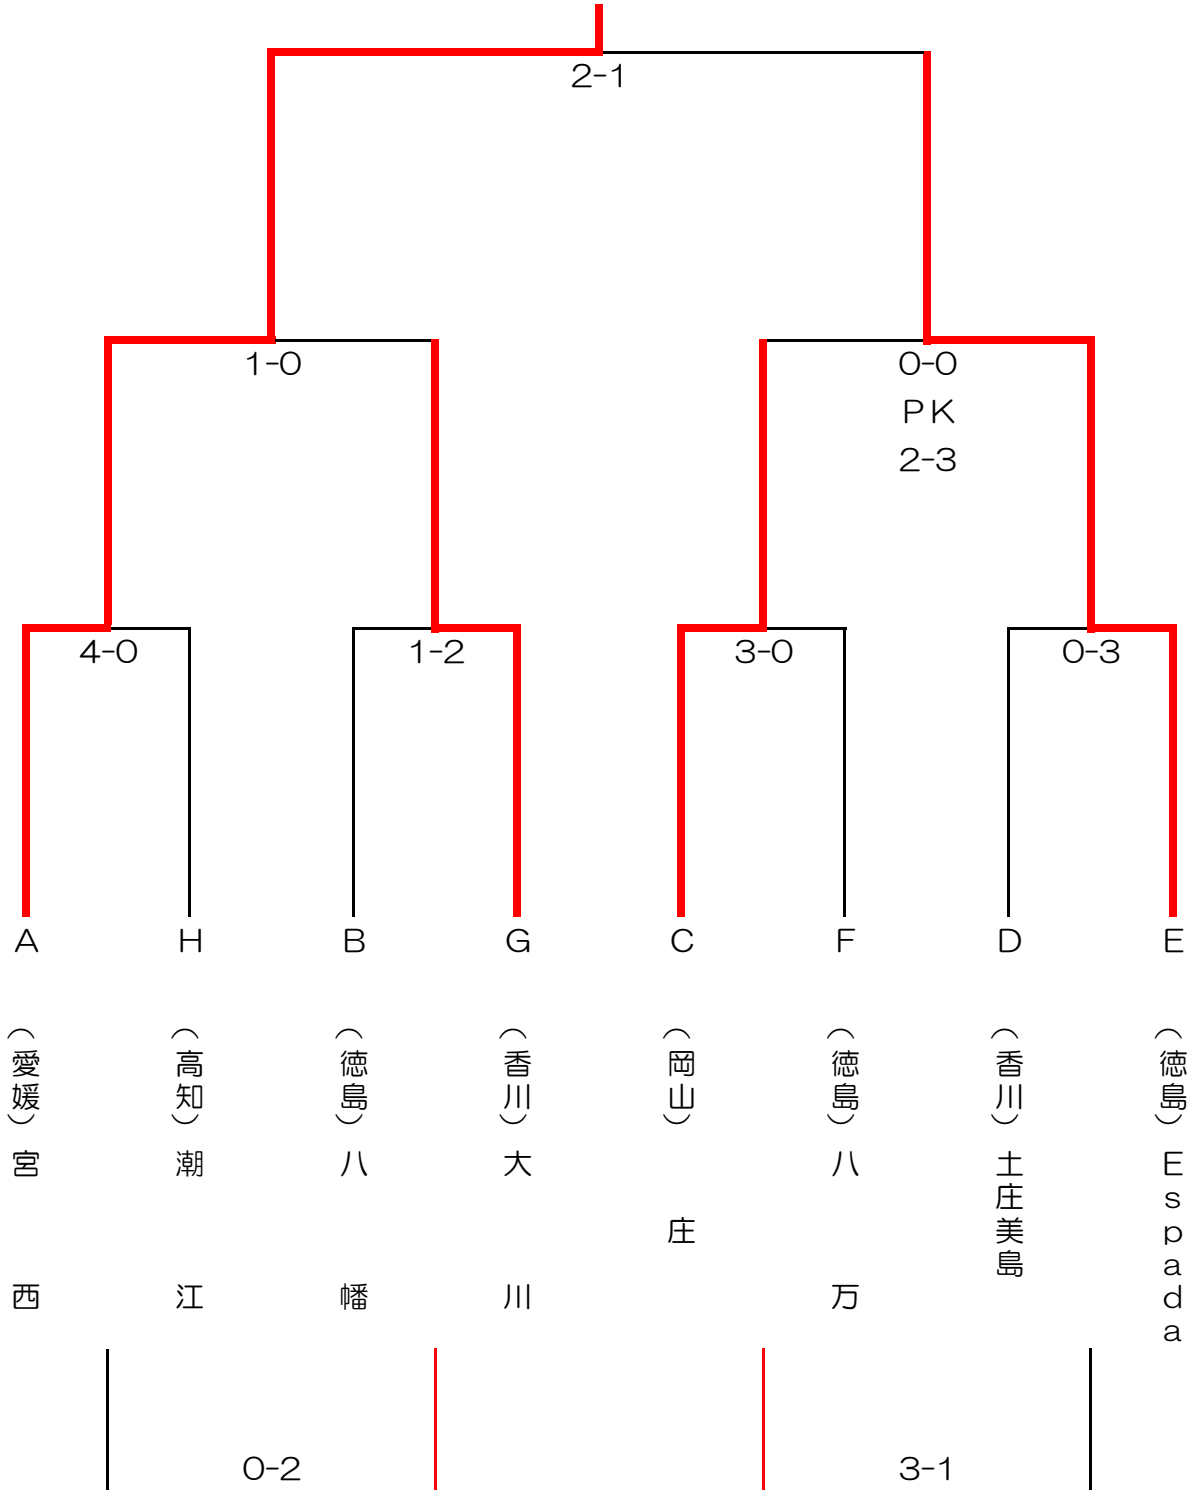 2-1
1-0
0-0
PK
2-3
4-0
1-2
3-0
0-3
A
H
B
G
C
F
D
E
(愛媛)宮西
(高知)潮江
(徳島)八幡
(香川)大川
(岡山)庄
(徳島)八万
(香川)土庄美島
(徳島)Espada
0-2
3-1